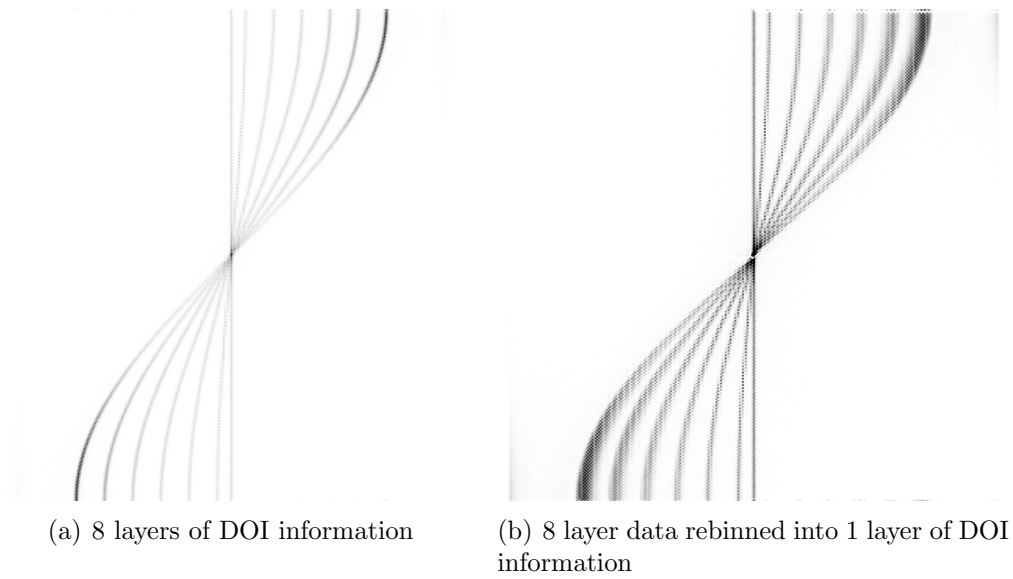 (a) 8 layers of DOI information
(b) 8 layer data rebinned into 1 layer of DOI
information